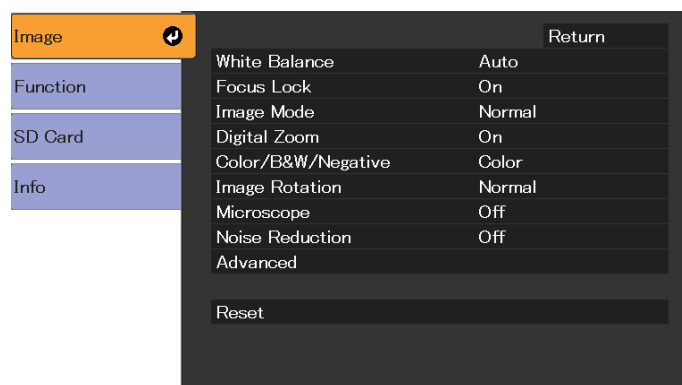 Image
Function
SD Card
Info
Return
White Balance Auto
Focus Lock On
Image Mode Normal
Digital Zoom On
Color/B&W/Negative Color
Image Rotation Normal
Microscope Off
Noise Reduction Off
Advanced
Reset